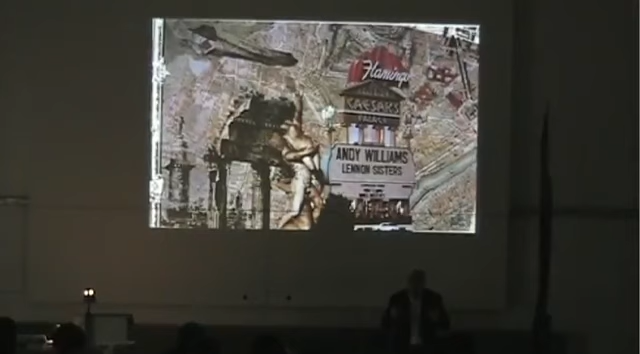 Flamingo
CAESARS
PALACE
ANDY WILLIAMS
LENNON SISTERS